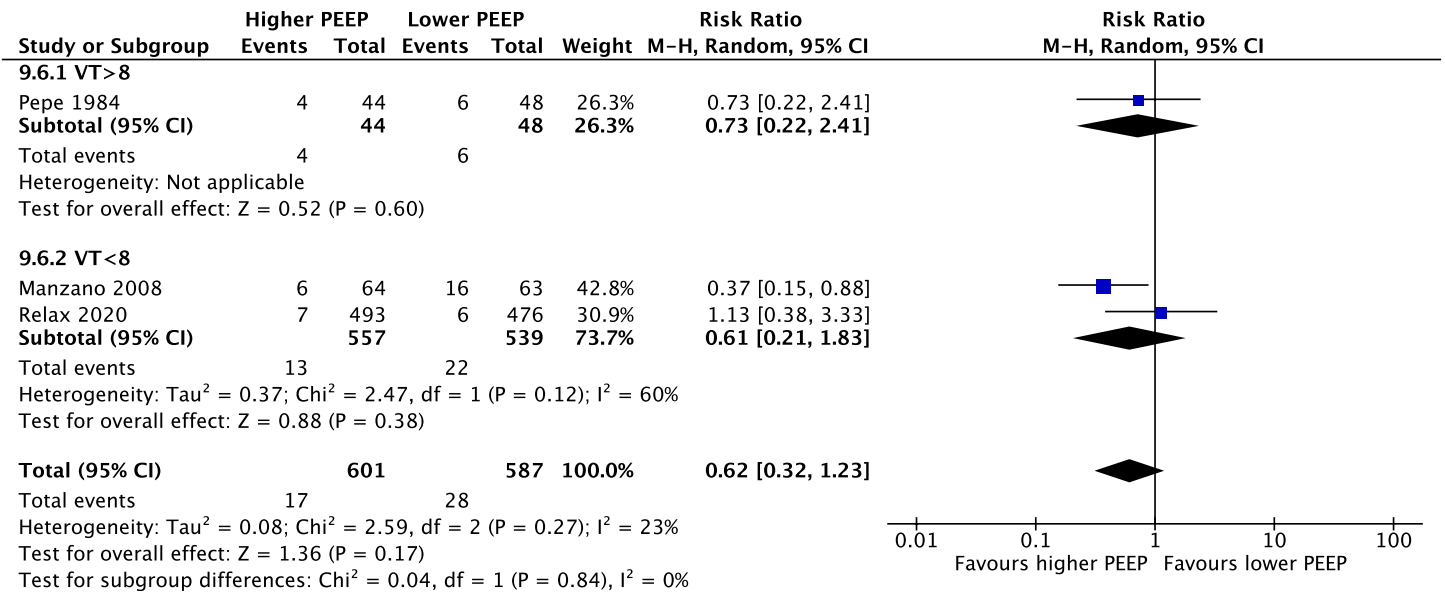 Higher PEEP Lower PEEP Risk Ratio Risk Ratio
Study or Subgroup Events Total Events Total Weight M-H, Random, 95% CI M-H, Random, 95% CI
9.6.1 VT>8
Pepe 1984 4 44 6 48 26.3% 0.73 [0.22, 2.41]
Subtotal (95% CI) 44 48 26.3% 0.73 [0.22, 2.41]
Total events 4 6
Heterogeneity: Not applicable
Test for overall effect: Z = 0.52 (P = 0.60)
9.6.2 VT<8
Manzano 2008 6 64 16 63 42.8% 0.37 [0.15, 0.88]
Relax 2020 7 493 6 476 30.9% 1.13 [0.38, 3.33]
Subtotal (95% CI) 557 539 73.7% 0.61 [0.21, 1.83]
Total events 13 22
Heterogeneity: Tau² = 0.37; Chi² = 2.47, df = 1 (P = 0.12); I² = 60%
Test for overall effect: Z = 0.88 (P = 0.38)
Total (95% CI) 601 587 100.0% 0.62 [0.32, 1.23]
Total events 17 28
Heterogeneity: Tau² = 0.08; Chi² = 2.59, df = 2 (P = 0.27); I² = 23%
Test for overall effect: Z = 1.36 (P = 0.17)
Test for subgroup differences: Chi² = 0.04, df = 1 (P = 0.84), I² = 0%
0.01 0.1 1 10 100
Favours higher PEEP Favours lower PEEP